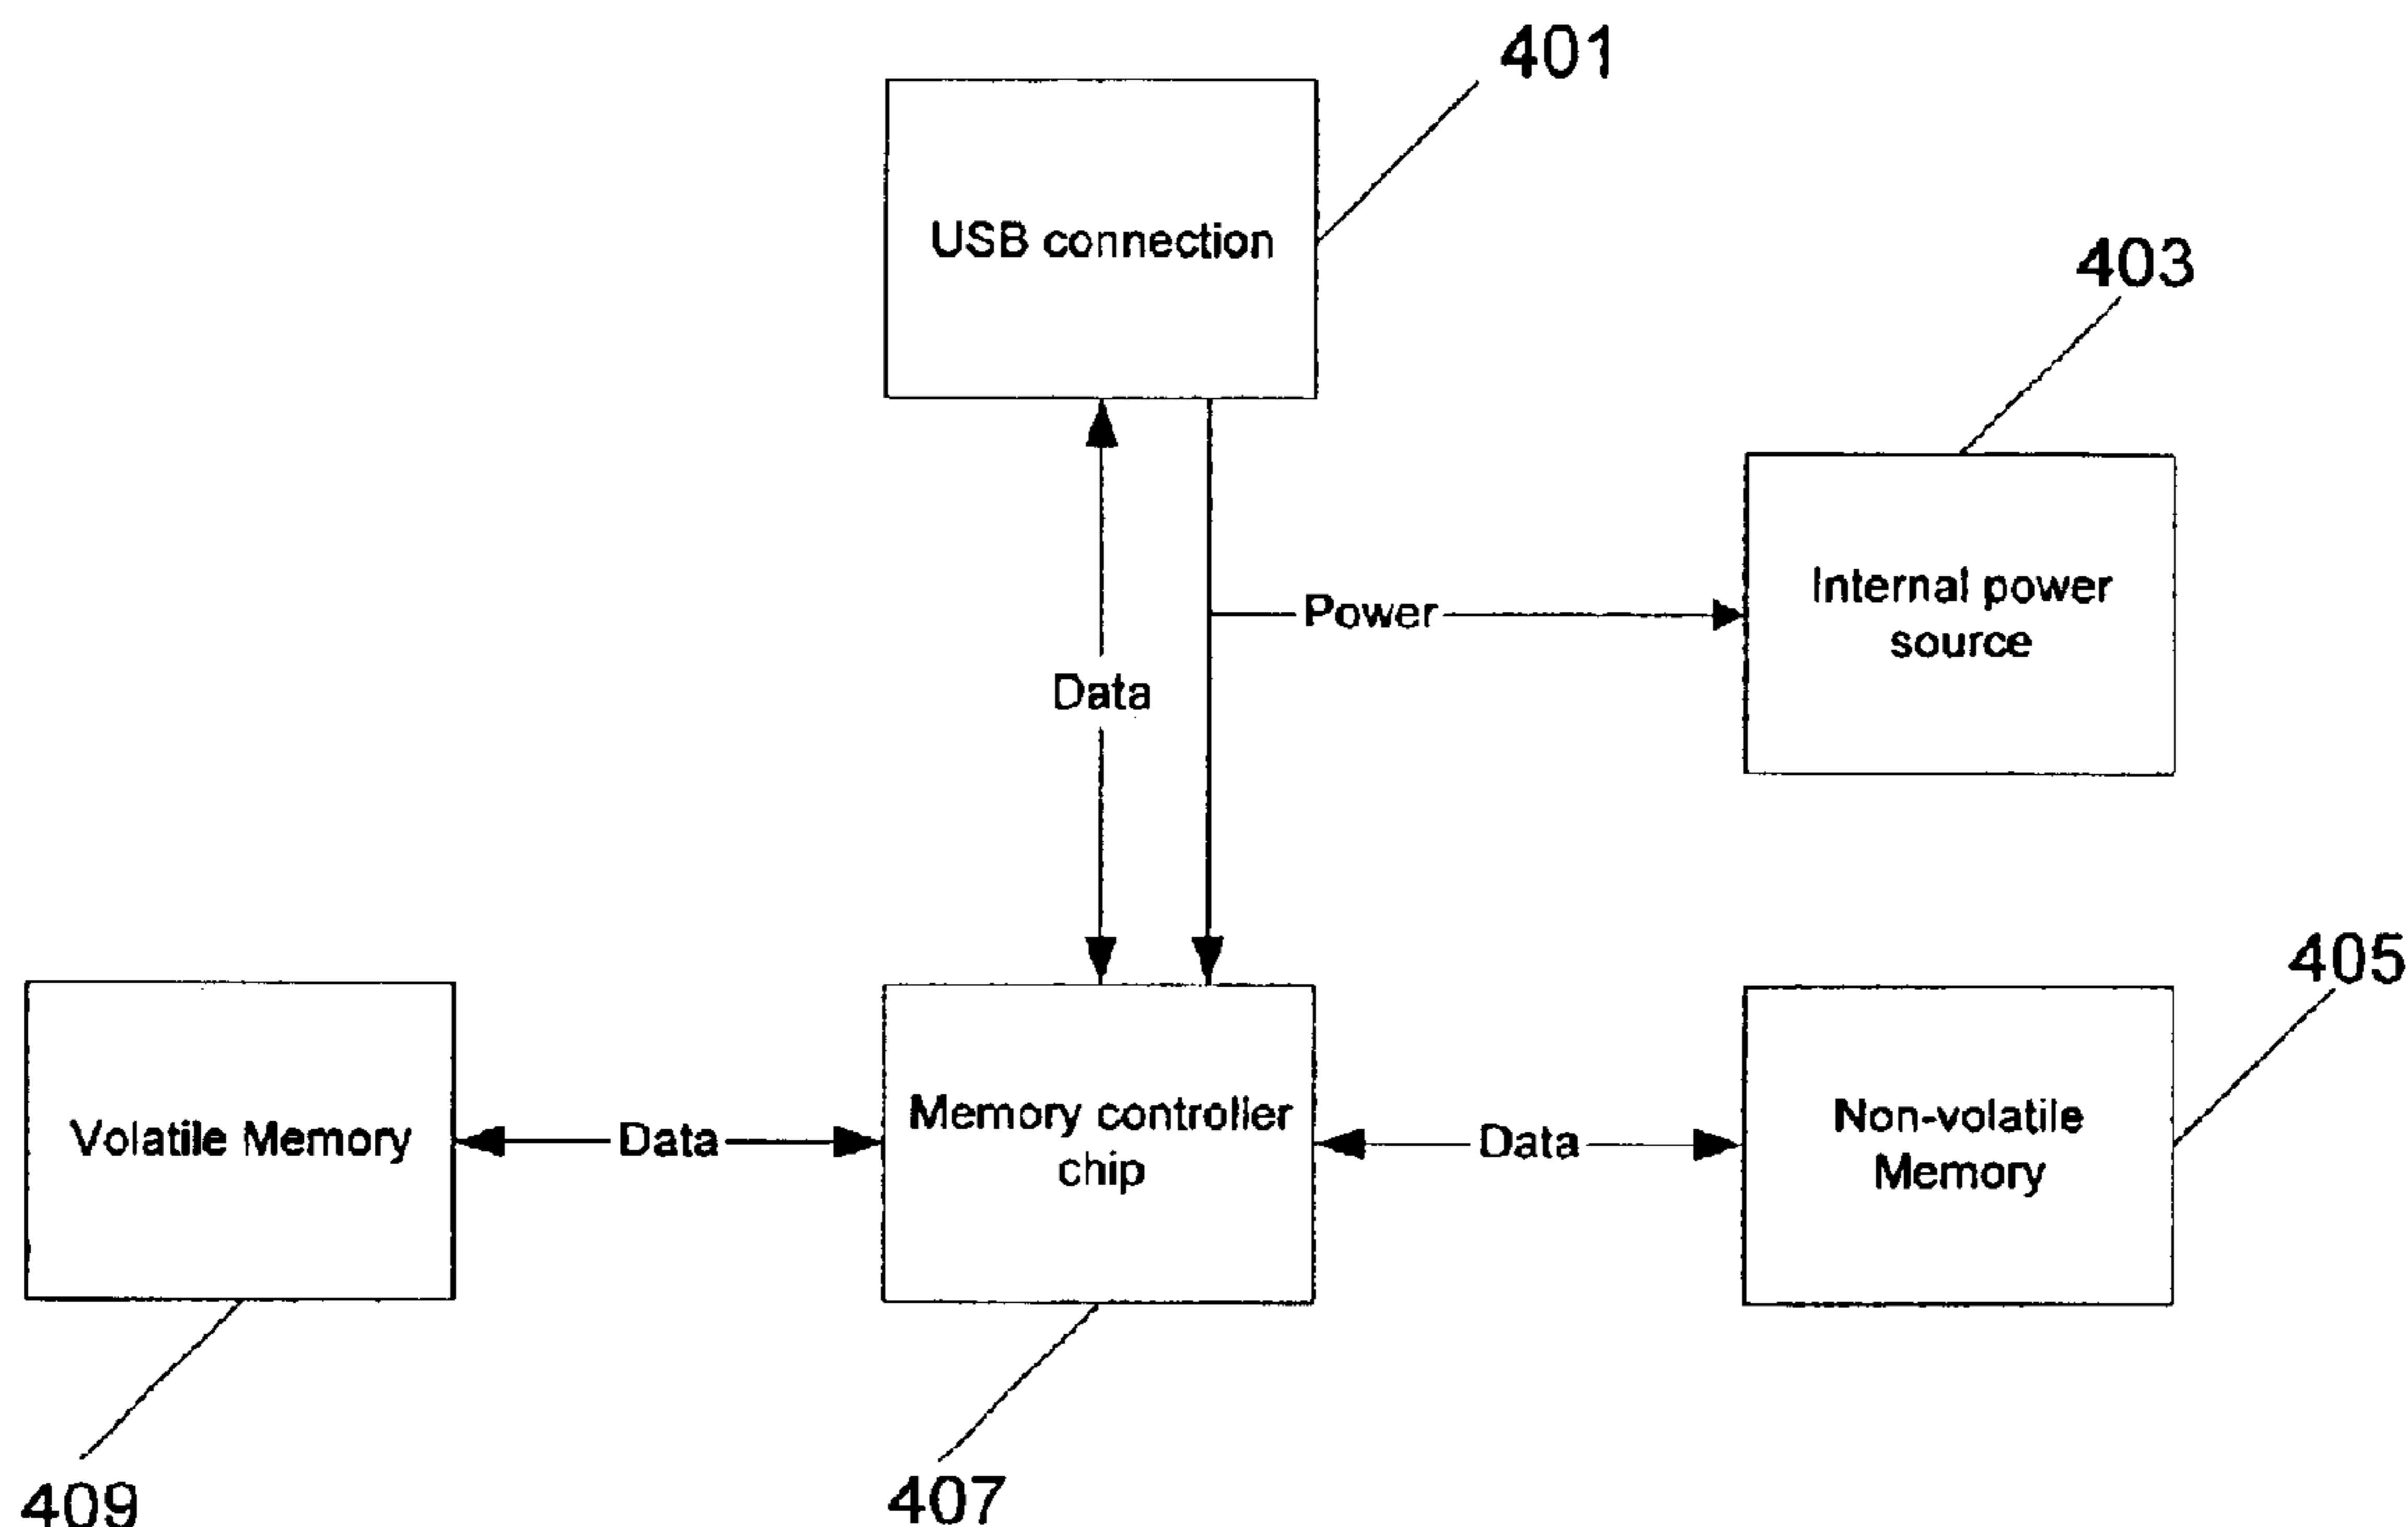 401
USB connection
403
Internal power
source
Power
Data
405
Volatile Memory
Data
Memory controller
chip
Data
Non-volatile
Memory
409
407